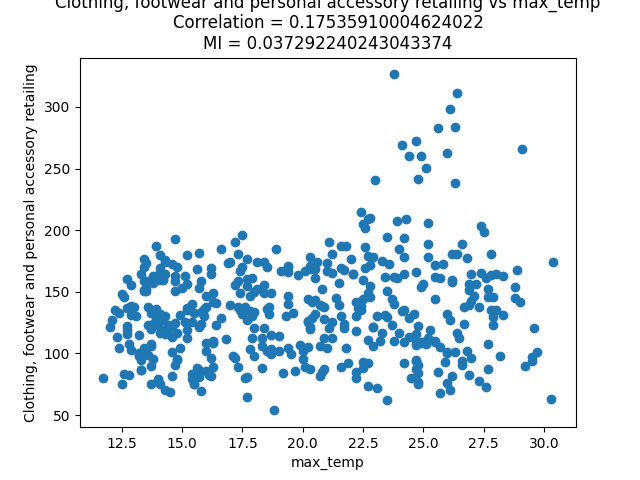 Clothing, footwear and personal accessory retailing vs max_temp
Correlation = 0.17535910004624022
MI = 0.037292240243043374
Clothing, footwear and personal accessory retailing
300
250
200
150
100
50
12.5 15.0 17.5 20.0 22.5 25.0 27.5 30.0
max_temp